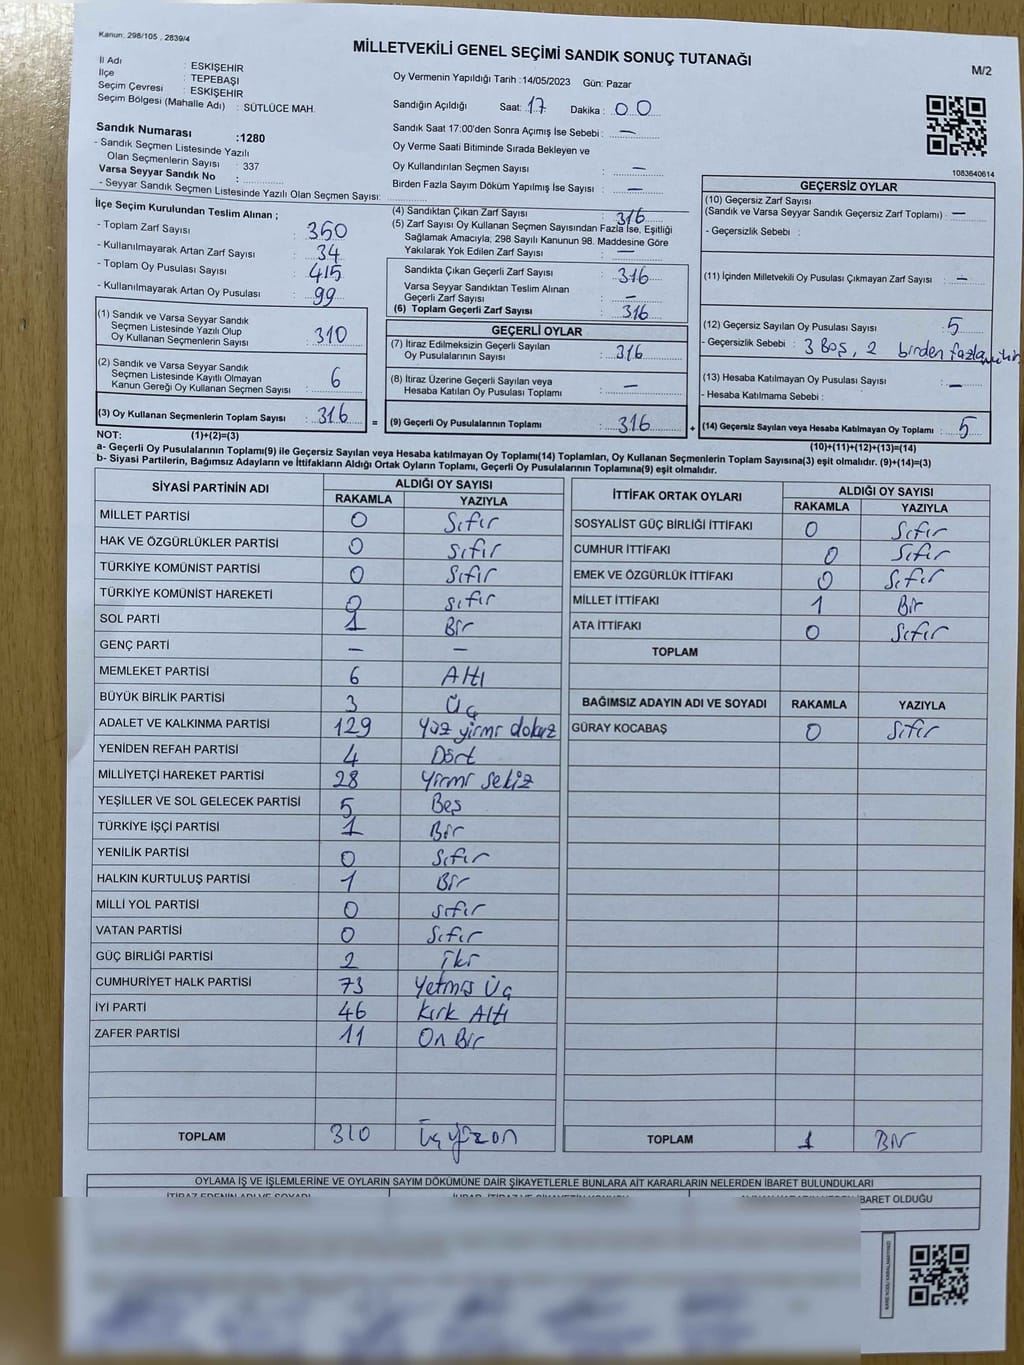 Kanun: 298/105 , 2839/4
MİLLETVEKİLİ GENEL SEÇİMİ SANDIK SONUÇ TUTANAĞI
M/2
İl Adı : ESKİŞEHİR
İlçe : TEPEBAŞI
Seçim Çevresi : ESKİŞEHİR
Seçim Bölgesi (Mahalle Adı) : SÜTLÜCE MAH.
Sandık Numarası :1280
- Sandık Seçmen Listesinde Yazılı
Olan Seçmenlerin Sayısı : 337
Varsa Seyyar Sandık No :
- Seyyar Sandık Seçmen Listesinde Yazılı Olan Seçmen Sayısı:
Oy Vermenin Yapıldığı Tarih :14/05/2023 Gün: Pazar
Sandığın Açıldığı Saat: 17 Dakika : 00
Sandık Saat 17:00'den Sonra Açımış İse Sebebi : —
Oy Verme Saati Bitiminde Sırada Bekleyen ve
Oy Kullandırılan Seçmen Sayısı : —
Birden Fazla Sayım Döküm Yapılmış İse Sayısı : —
1083640614
İlçe Seçim Kurulundan Teslim Alınan ;
- Toplam Zarf Sayısı : 350
- Kullanılmayarak Artan Zarf Sayısı : 34
- Toplam Oy Pusulası Sayısı : 415
- Kullanılmayarak Artan Oy Pusulası : 99
(1) Sandık ve Varsa Seyyar Sandık
Seçmen Listesinde Yazılı Olup
Oy Kullanan Seçmenlerin Sayısı : 310
(2) Sandık ve Varsa Seyyar Sandık
Seçmen Listesinde Kayıtlı Olmayan
Kanun Gereği Oy Kullanan Seçmen Sayısı : 6
(3) Oy Kullanan Seçmenlerin Toplam Sayısı : 316 =
(4) Sandıktan Çıkan Zarf Sayısı : 316
(5) Zarf Sayısı Oy Kullanan Seçmen Sayısından Fazla İse, Eşitliği
Sağlamak Amacıyla, 298 Sayılı Kanunun 98. Maddesine Göre
Yakılarak Yok Edilen Zarf Sayısı : —
Sandıkta Çıkan Geçerli Zarf Sayısı : 316
Varsa Seyyar Sandıktan Teslim Alınan
Geçerli Zarf Sayısı : —
(6) Toplam Geçerli Zarf Sayısı : 316
GEÇERLİ OYLAR
(7) İtiraz Edilmeksizin Geçerli Sayılan
Oy Pusulalarının Sayısı : 316
(8) İtiraz Üzerine Geçerli Sayılan veya
Hesaba Katılan Oy Pusulası Toplamı : —
(9) Geçerli Oy Pusulalarının Toplamı : 316 +
GEÇERSİZ OYLAR
(10) Geçersiz Zarf Sayısı
(Sandık ve Varsa Seyyar Sandık Geçersiz Zarf Toplamı) : —
- Geçersizlik Sebebi :
(11) İçinden Milletvekili Oy Pusulası Çıkmayan Zarf Sayısı : —
(12) Geçersiz Sayılan Oy Pusulası Sayısı : 5
- Geçersizlik Sebebi : 3 Boş, 2 birden fazla
(13) Hesaba Katılmayan Oy Pusulası Sayısı : —
- Hesaba Katılmama Sebebi :
(14) Geçersiz Sayılan veya Hesaba Katılmayan Oy Toplamı : 5
NOT: (1)+(2)=(3) (10)+(11)+(12)+(13)=(14)
a- Geçerli Oy Pusulalarının Toplamı(9) ile Geçersiz Sayılan veya Hesaba katılmayan Oy Toplamı(14) Toplamları, Oy Kullanan Seçmenlerin Toplam Sayısına(3) eşit olmalıdır. (9)+(14)=(3)
b- Siyasi Partilerin, Bağımsız Adayların ve İttifakların Aldığı Ortak Oyların Toplamı, Geçerli Oy Pusulalarının Toplamına(9) eşit olmalıdır.
SİYASİ PARTİNİN ADI ALDIĞI OY SAYISI
RAKAMLA YAZIYLA
MİLLET PARTİSİ 0 Sıfır
HAK VE ÖZGÜRLÜKLER PARTİSİ 0 Sıfır
TÜRKİYE KOMÜNİST PARTİSİ 0 Sıfır
TÜRKİYE KOMÜNİST HAREKETİ 0 Sıfır
SOL PARTİ 1 Bir
GENÇ PARTİ — —
MEMLEKET PARTİSİ 6 Altı
BÜYÜK BİRLİK PARTİSİ 3 Üç
ADALET VE KALKINMA PARTİSİ 129 Yüz yirmi dokuz
YENİDEN REFAH PARTİSİ 4 Dört
MİLLİYETÇİ HAREKET PARTİSİ 28 Yirmi Sekiz
YEŞİLLER VE SOL GELECEK PARTİSİ 5 Beş
TÜRKİYE İŞÇİ PARTİSİ 1 Bir
YENİLİK PARTİSİ 0 Sıfır
HALKIN KURTULUŞ PARTİSİ 1 Bir
MİLLİ YOL PARTİSİ 0 Sıfır
VATAN PARTİSİ 0 Sıfır
GÜÇ BİRLİĞİ PARTİSİ 2 İki
CUMHURİYET HALK PARTİSİ 73 Yetmiş Üç
İYİ PARTİ 46 Kırk Altı
ZAFER PARTİSİ 11 On Bir
TOPLAM 310 Üçyüzon
İTTİFAK ORTAK OYLARI ALDIĞI OY SAYISI
RAKAMLA YAZIYLA
SOSYALİST GÜÇ BİRLİĞİ İTTİFAKI 0 Sıfır
CUMHUR İTTİFAKI 0 Sıfır
EMEK VE ÖZGÜRLÜK İTTİFAKI 0 Sıfır
MİLLET İTTİFAKI 1 Bir
ATA İTTİFAKI 0 Sıfır
TOPLAM
BAĞIMSIZ ADAYIN ADI VE SOYADI RAKAMLA YAZIYLA
GÜRAY KOCABAŞ 0 Sıfır
TOPLAM 1 Bir
OYLAMA İŞ VE İŞLEMLERİNE VE OYLARIN SAYIM DÖKÜMÜNE DAİR ŞİKAYETLERLE BUNLARA AİT KARARLARIN NELERDEN İBARET BULUNDUKLARI
İTİRAZ EDENİN ADI VE SOYADI
İBARET OLDUĞU